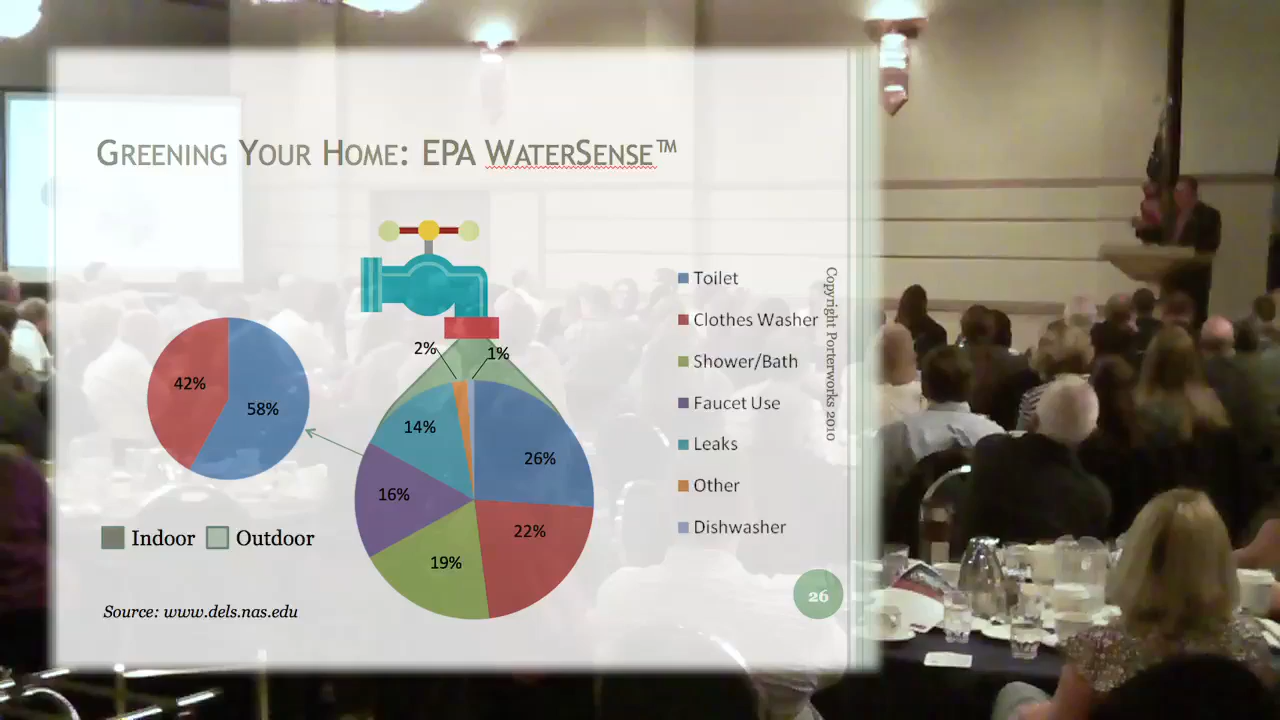 GREENING YOUR HOME: EPA WATERSENSE™
2%
1%
42%
58%
14%
26%
16%
22%
19%
Toilet
Clothes Washer
Shower/Bath
Faucet Use
Leaks
Other
Dishwasher
Copyright Porterworks 2010
Indoor
Outdoor
Source: www.dels.nas.edu
26